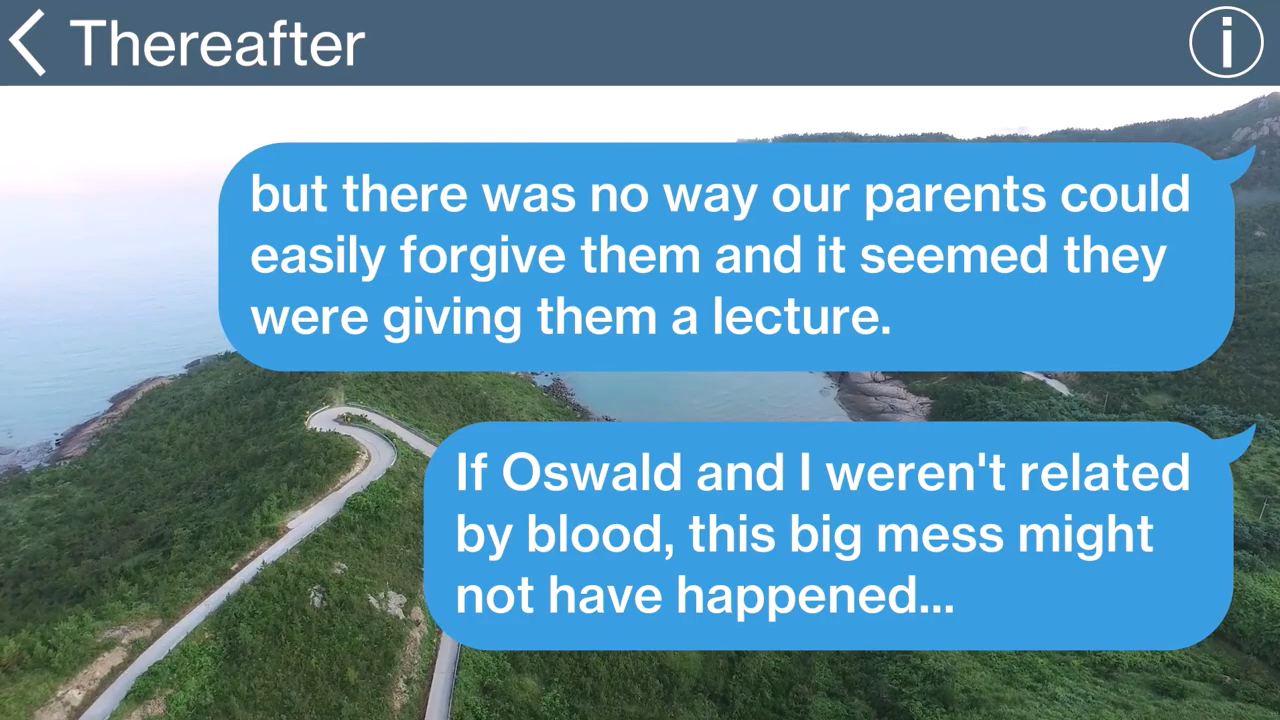 Thereafter
but there was no way our parents could
easily forgive them and it seemed they
were giving them a lecture.
If Oswald and I weren't related
by blood, this big mess might
not have happened...